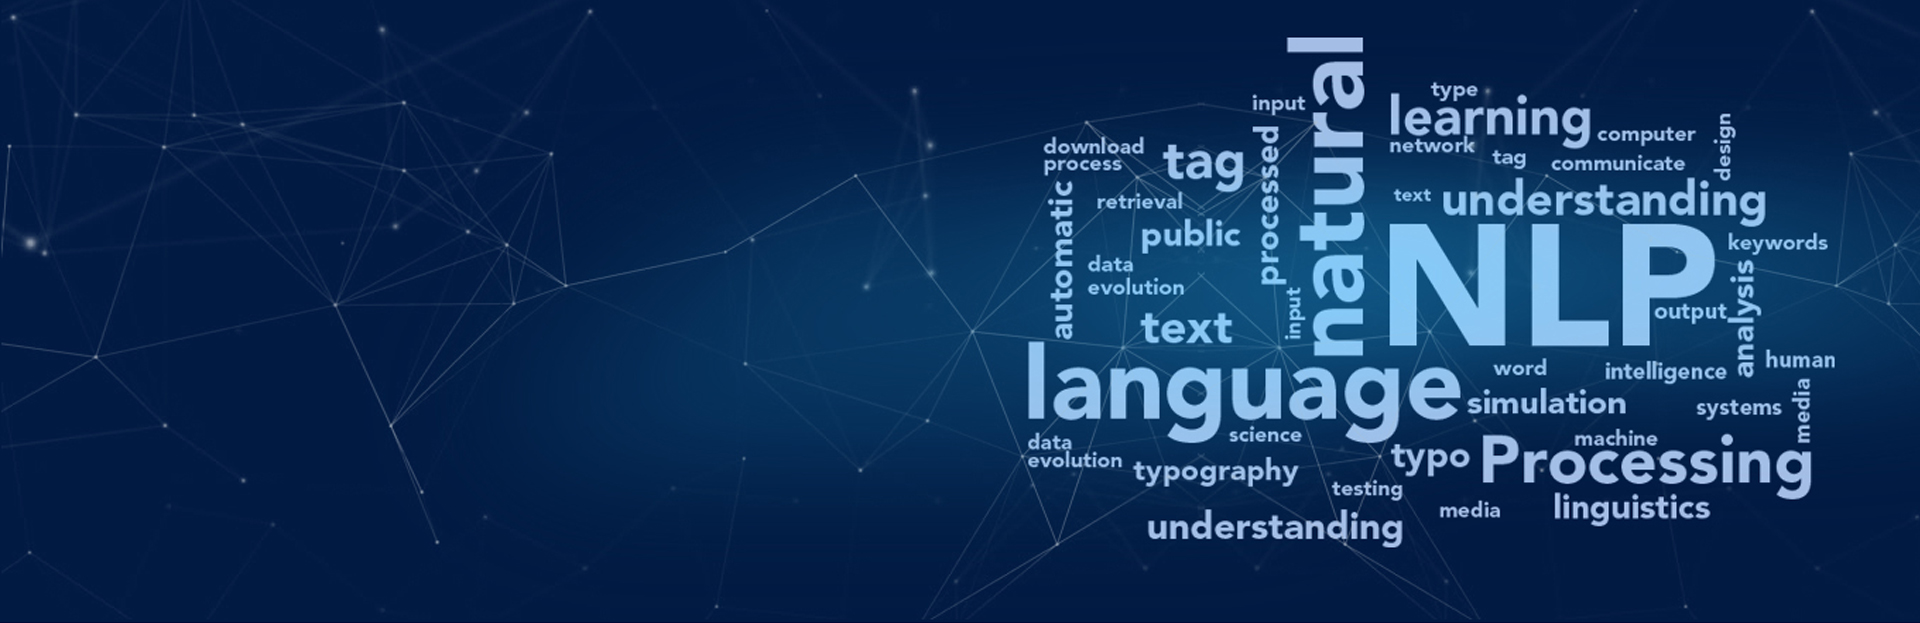 natural
type
input
learning
computer
design
download
network
process
tag
processed
tag
communicate
automatic
retrieval
text
understanding
public
NLP
keywords
data
evolution
input
output
analysis
text
language
word
intelligence
human
simulation
systems
media
science
data
machine
evolution
typography
typo
Processing
testing
media
linguistics
understanding